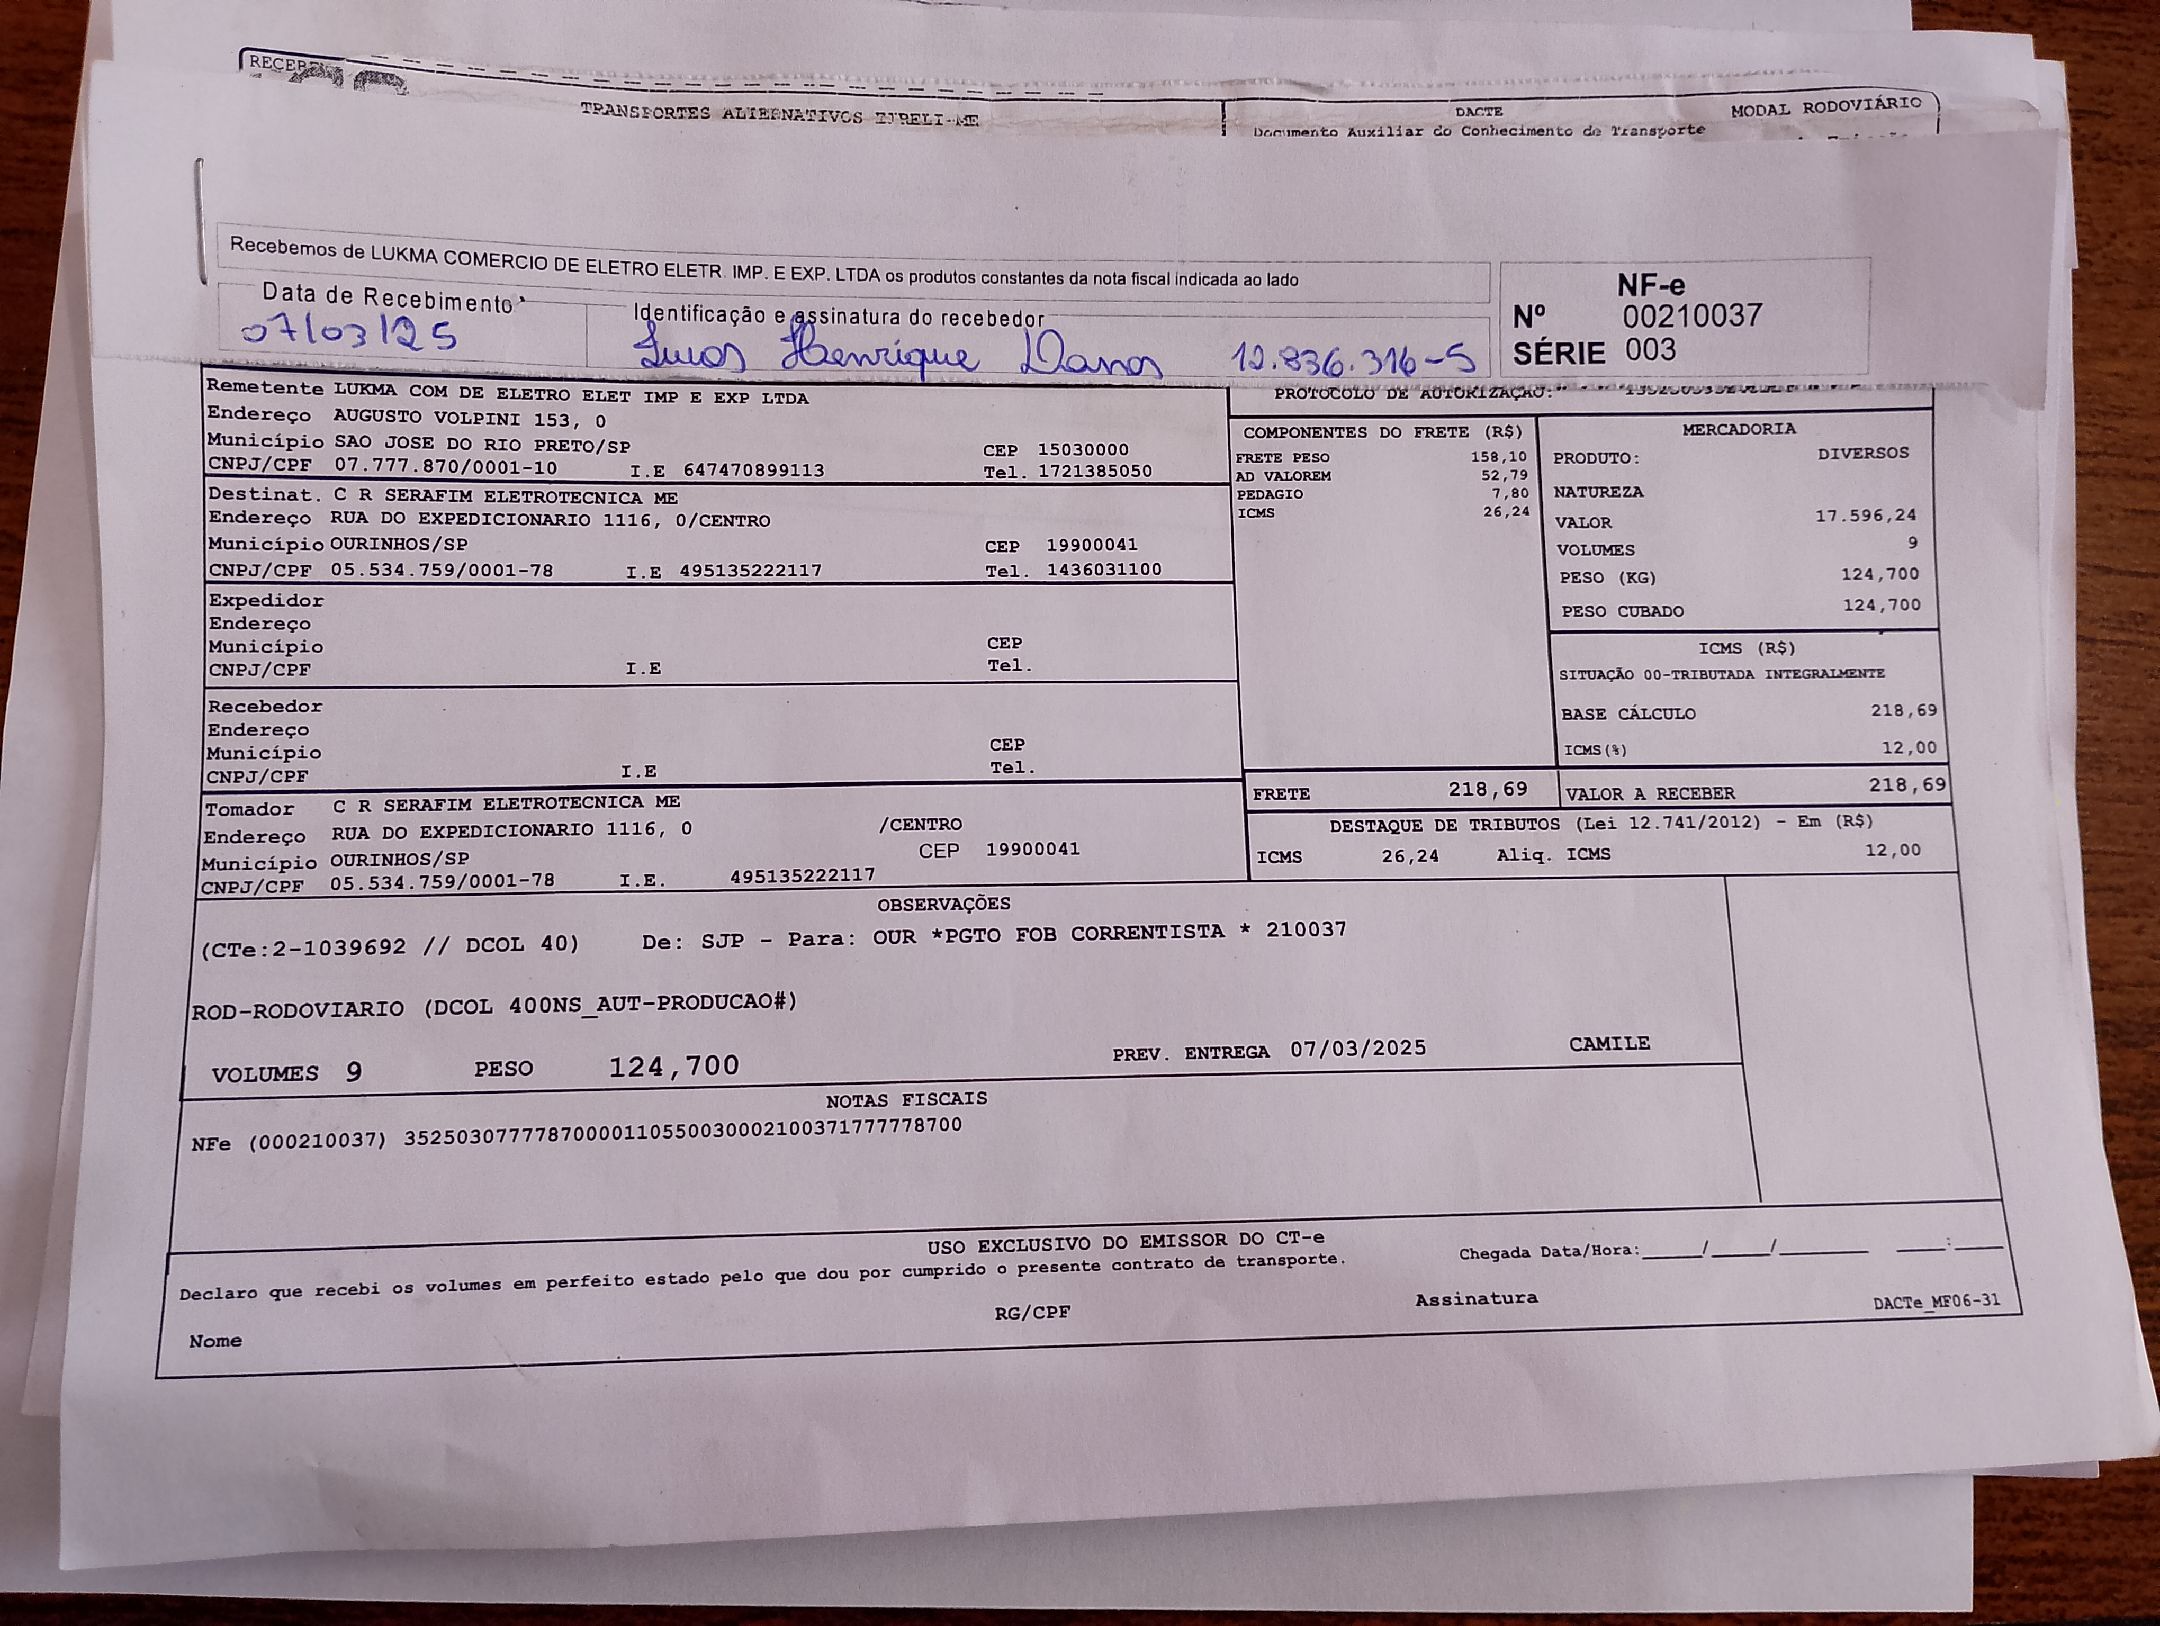 TRANSPORTES ALTERNATIVOS EIRELI-ME
DACTE
MODAL RODOVIÁRIO
Documento Auxiliar do Conhecimento de Transporte
Recebemos de LUKMA COMERCIO DE ELETRO ELETR. IMP. E EXP. LTDA os produtos constantes da nota fiscal indicada ao lado
Data de Recebimento
07/03/25
Identificação e assinatura do recebedor
Henrique 12.836.316-5
NF-e
Nº 00210037
SÉRIE 003
Remetente LUKMA COM DE ELETRO ELET IMP E EXP LTDA
Endereço AUGUSTO VOLPINI 153, 0
Município SAO JOSE DO RIO PRETO/SP CEP 15030000
CNPJ/CPF 07.777.870/0001-10 I.E 647470899113 Tel. 1721385050
Destinat. C R SERAFIM ELETROTECNICA ME
Endereço RUA DO EXPEDICIONARIO 1116, 0/CENTRO
Município OURINHOS/SP CEP 19900041
CNPJ/CPF 05.534.759/0001-78 I.E 495135222117 Tel. 1436031100
Expedidor
Endereço
Município CEP
CNPJ/CPF I.E Tel.
Recebedor
Endereço
Município CEP
CNPJ/CPF I.E Tel.
Tomador C R SERAFIM ELETROTECNICA ME
Endereço RUA DO EXPEDICIONARIO 1116, 0 /CENTRO
Município OURINHOS/SP CEP 19900041
CNPJ/CPF 05.534.759/0001-78 I.E. 495135222117
PROTOCOLO DE AUTORIZAÇÃO:
COMPONENTES DO FRETE (R$)
FRETE PESO 158,10
AD VALOREM 52,79
PEDAGIO 7,80
ICMS 26,24
MERCADORIA
PRODUTO: DIVERSOS
NATUREZA
VALOR 17.596,24
VOLUMES 9
PESO (KG) 124,700
PESO CUBADO 124,700
ICMS (R$)
SITUAÇÃO 00-TRIBUTADA INTEGRALMENTE
BASE CÁLCULO 218,69
ICMS(%) 12,00
FRETE 218,69 VALOR A RECEBER 218,69
DESTAQUE DE TRIBUTOS (Lei 12.741/2012) - Em (R$)
ICMS 26,24 Aliq. ICMS 12,00
OBSERVAÇÕES
(CTe:2-1039692 // DCOL 40) De: SJP - Para: OUR *PGTO FOB CORRENTISTA * 210037
ROD-RODOVIARIO (DCOL 400NS_AUT-PRODUCAO#)
VOLUMES 9 PESO 124,700 PREV. ENTREGA 07/03/2025 CAMILE
NOTAS FISCAIS
NFe (000210037) 35250307777870000110550030002100371777778700
USO EXCLUSIVO DO EMISSOR DO CT-e
Declaro que recebi os volumes em perfeito estado pelo que dou por cumprido o presente contrato de transporte.
Chegada Data/Hora:_____/_____/_______ ____:____
Nome RG/CPF Assinatura DACTe_MF06-31